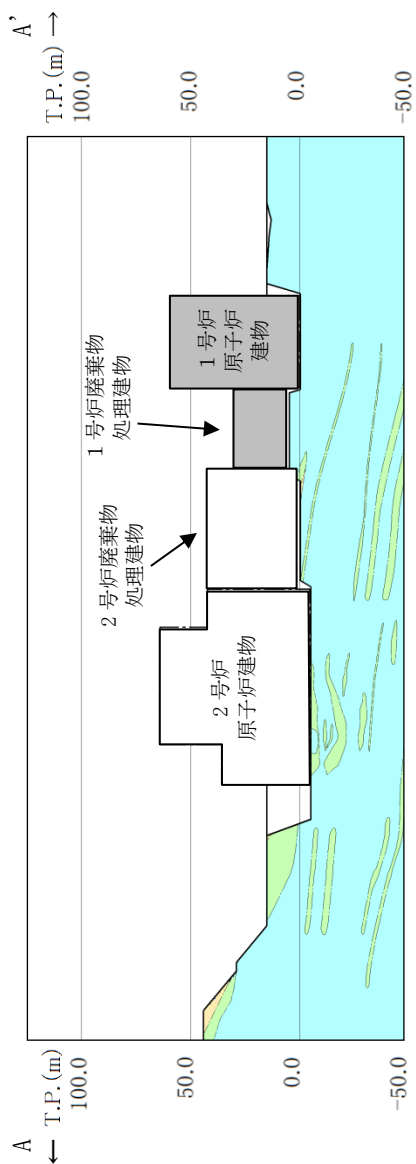 A
← T.P.(m)
100.0
50.0
0.0
-50.0
2号炉
原子炉建物
2号炉廃棄物
処理建物
1号炉廃棄物
処理建物
1号炉
原子炉
建物
A'
T.P.(m) →
100.0
50.0
0.0
-50.0